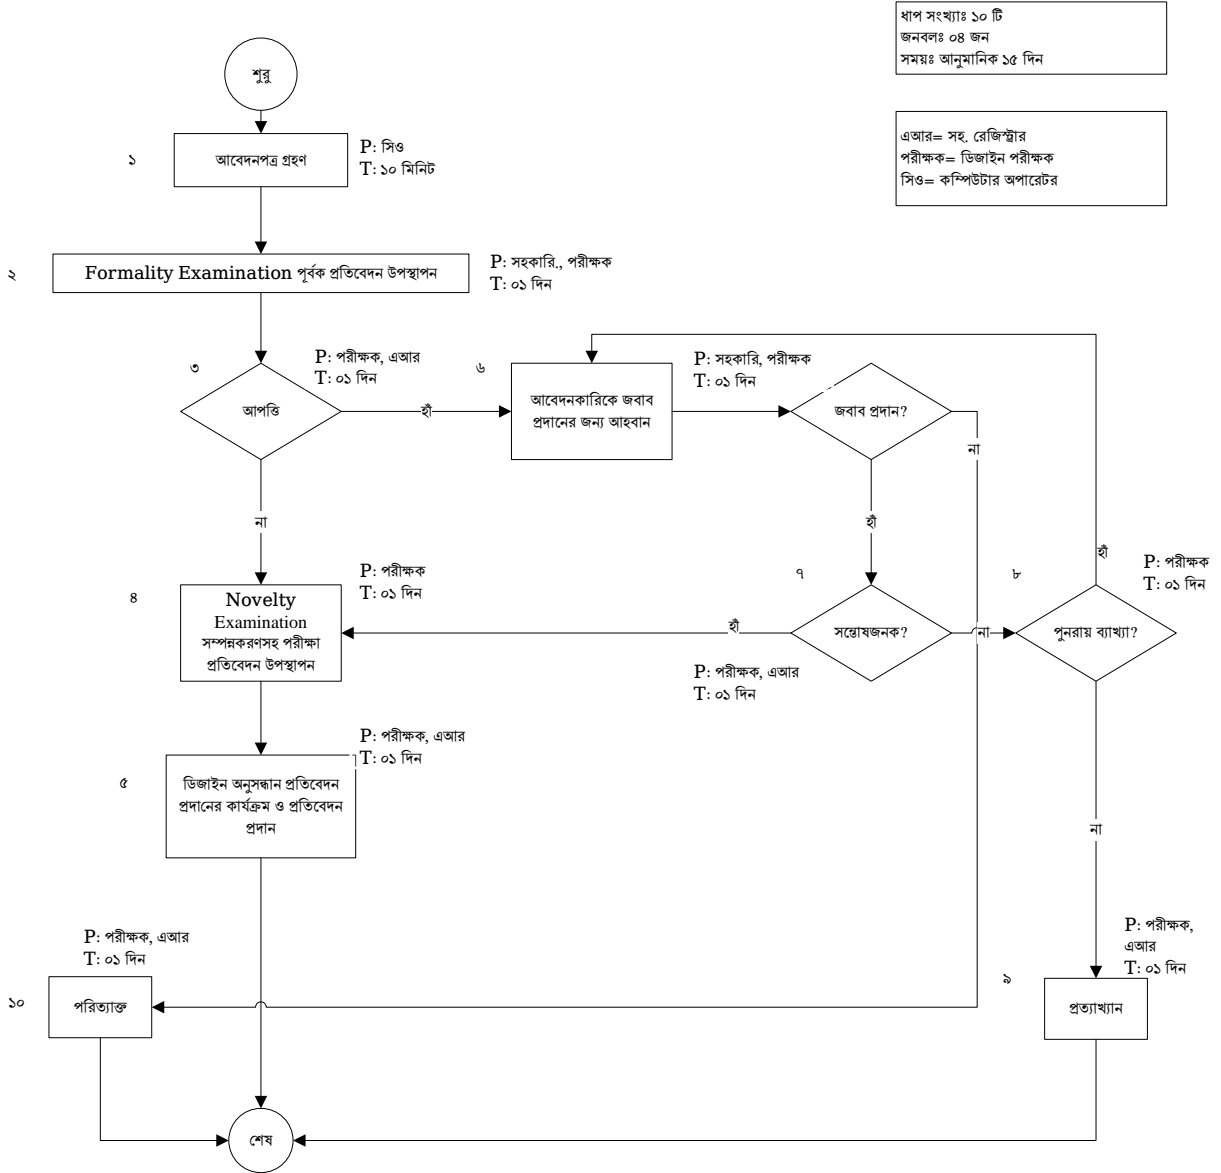 ধাপ সংখ্যাঃ ১০ টি
জনবলঃ ০৪ জন
সময়ঃ আনুমানিক ১৫ দিন
শুরু
এআর= সহ. রেজিস্ট্রার
পরীক্ষক= ডিজাইন পরীক্ষক
সিও= কম্পিউটার অপারেটর
১
আবেদনপত্র গ্রহণ
P: সিও
T: ১০ মিনিট
২
Formality Examination পূর্বক প্রতিবেদন উপস্থাপন
P: সহকারি., পরীক্ষক
T: ০১ দিন
৩
আপত্তি
P: পরীক্ষক, এআর
T: ০১ দিন
হাঁ
৬
আবেদনকারিকে জবাব
প্রদানের জন্য আহবান
P: সহকারি, পরীক্ষক
T: ০১ দিন
জবাব প্রদান?
না
না
হাঁ
হাঁ
৪
Novelty
Examination
সম্পন্নকরণসহ পরীক্ষা
প্রতিবেদন উপস্থাপন
P: পরীক্ষক
T: ০১ দিন
হাঁ
৭
সন্তোষজনক?
P: পরীক্ষক, এআর
T: ০১ দিন
না
৮
পুনরায় ব্যাখ্যা?
P: পরীক্ষক
T: ০১ দিন
৫
ডিজাইন অনুসন্ধান প্রতিবেদন
প্রদানের কার্যক্রম ও প্রতিবেদন
প্রদান
P: পরীক্ষক, এআর
T: ০১ দিন
না
১০
পরিত্যাক্ত
P: পরীক্ষক, এআর
T: ০১ দিন
৯
প্রত্যাখ্যান
P: পরীক্ষক,
এআর
T: ০১ দিন
শেষ